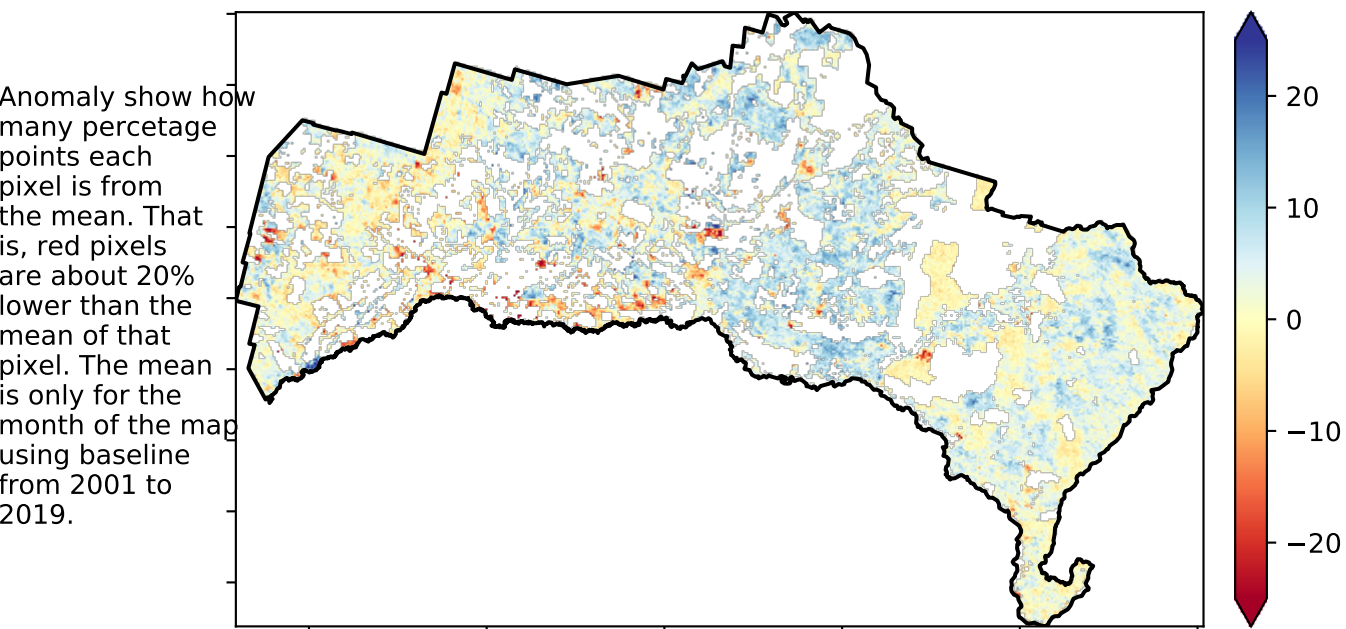 Anomaly show how
many percetage
points each
pixel is from
the mean. That
is, red pixels
are about 20%
lower than the
mean of that
pixel. The mean
is only for the
month of the map
using baseline
from 2001 to
2019.
20
10
0
−10
−20